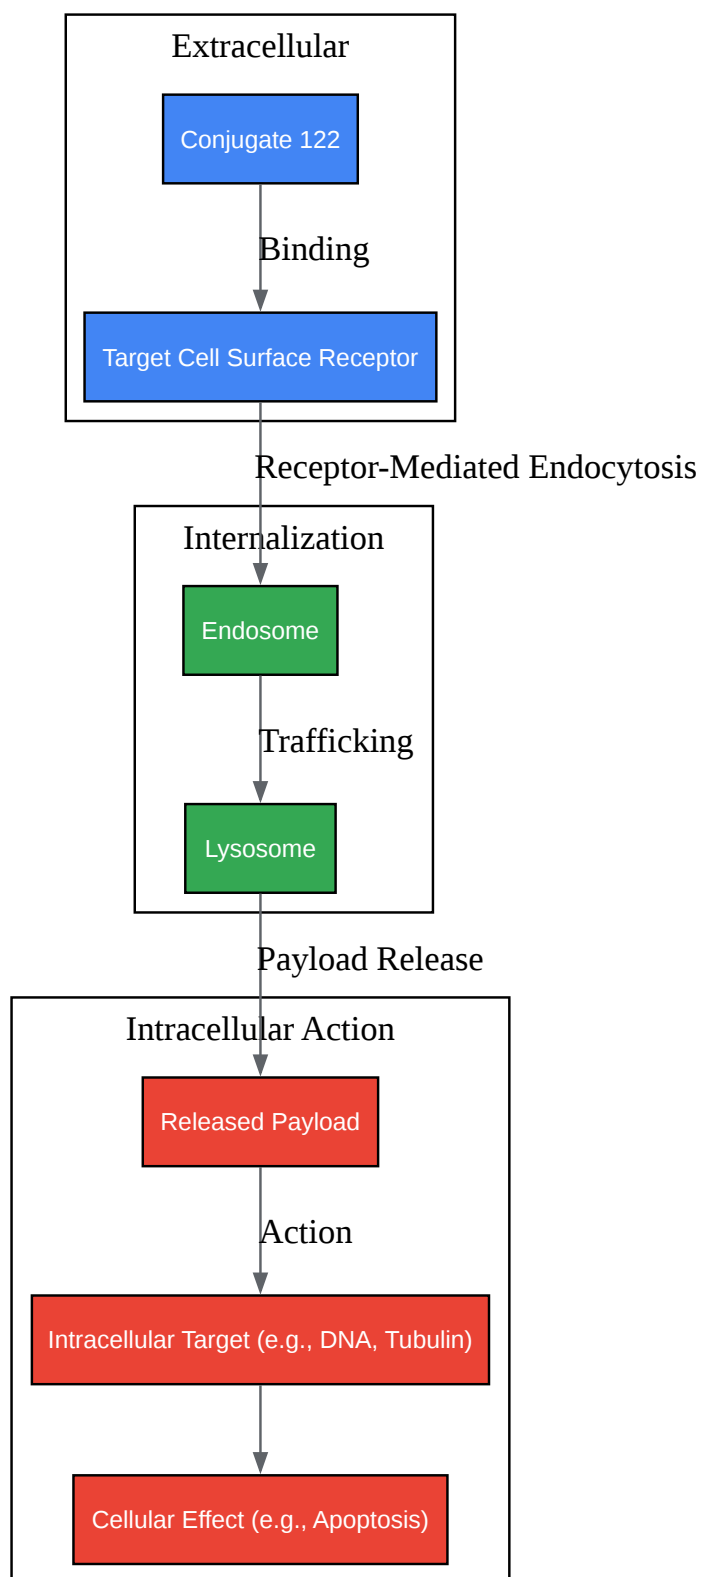 Extracellular
Conjugate 122
Binding
Target Cell Surface Receptor
Receptor-Mediated Endocytosis
Internalization
Endosome
Trafficking
Lysosome
Payload Release
Intracellular Action
Released Payload
Action
Intracellular Target (e.g., DNA, Tubulin)
Cellular Effect (e.g., Apoptosis)